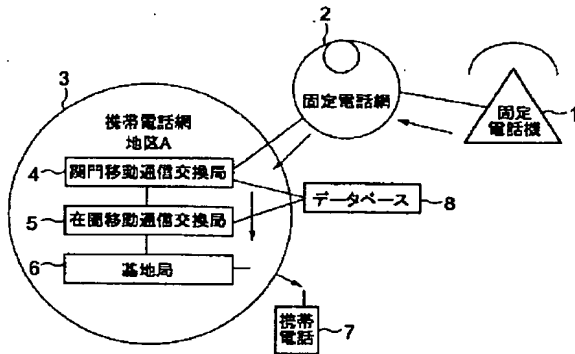 2
3
固定電話網
固定
電話機
1
携帯電話網
地区A
4
関門移動通信交換局
5
在圏移動通信交換局
データベース
8
6
基地局
携帯
電話
7